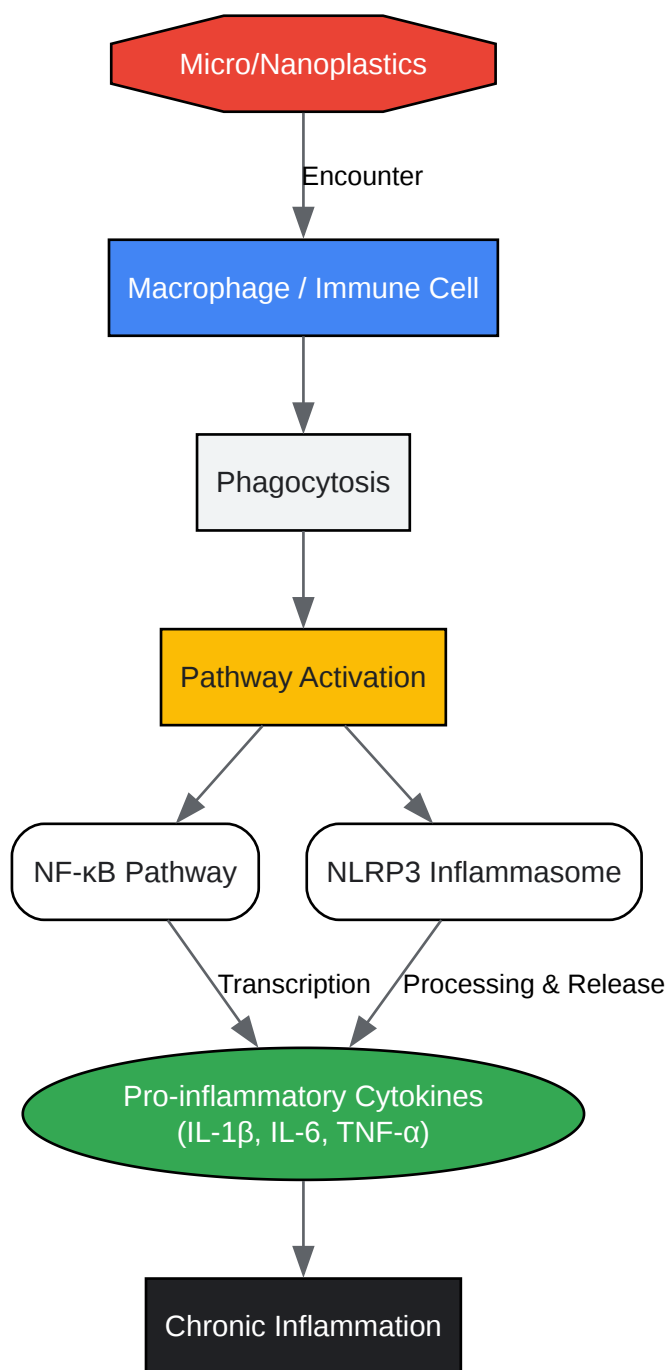 Micro/Nanoplastics
Encounter
Macrophage / Immune Cell
Phagocytosis
Pathway Activation
NF-κB Pathway
NLRP3 Inflammasome
Transcription
Processing & Release
Pro-inflammatory Cytokines
(IL-1β, IL-6, TNF-α)
Chronic Inflammation